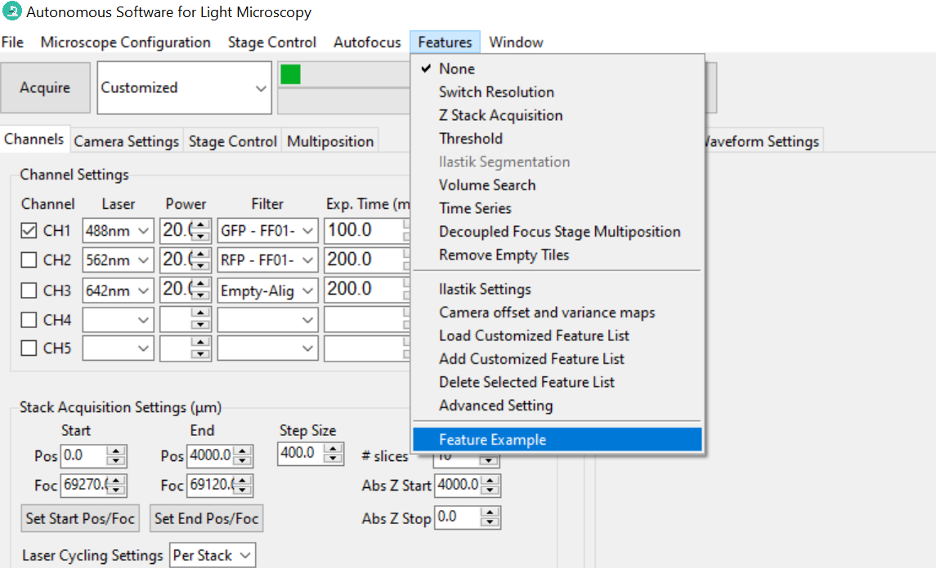 Autonomous Software for Light Microscopy
File Microscope Configuration Stage Control Autofocus Features Window
Acquire Customized
Channels Camera Settings Stage Control Multiposition
Waveform Settings
Channel Settings
Channel Laser Power Filter Exp. Time (m
CH1 488nm 20.0 GFP - FF01- 100.0
CH2 562nm 20.0 RFP - FF01- 200.0
CH3 642nm 20.0 Empty-Alig 200.0
CH4
CH5
Stack Acquisition Settings (µm)
Start End Step Size
Pos 0.0 Pos 4000.0 400.0 # slices 10
Foc 69270.0 Foc 69120.0 Abs Z Start 4000.0
Set Start Pos/Foc Set End Pos/Foc Abs Z Stop 0.0
Laser Cycling Settings Per Stack
None
Switch Resolution
Z Stack Acquisition
Threshold
Ilastik Segmentation
Volume Search
Time Series
Decoupled Focus Stage Multiposition
Remove Empty Tiles
Ilastik Settings
Camera offset and variance maps
Load Customized Feature List
Add Customized Feature List
Delete Selected Feature List
Advanced Setting
Feature Example